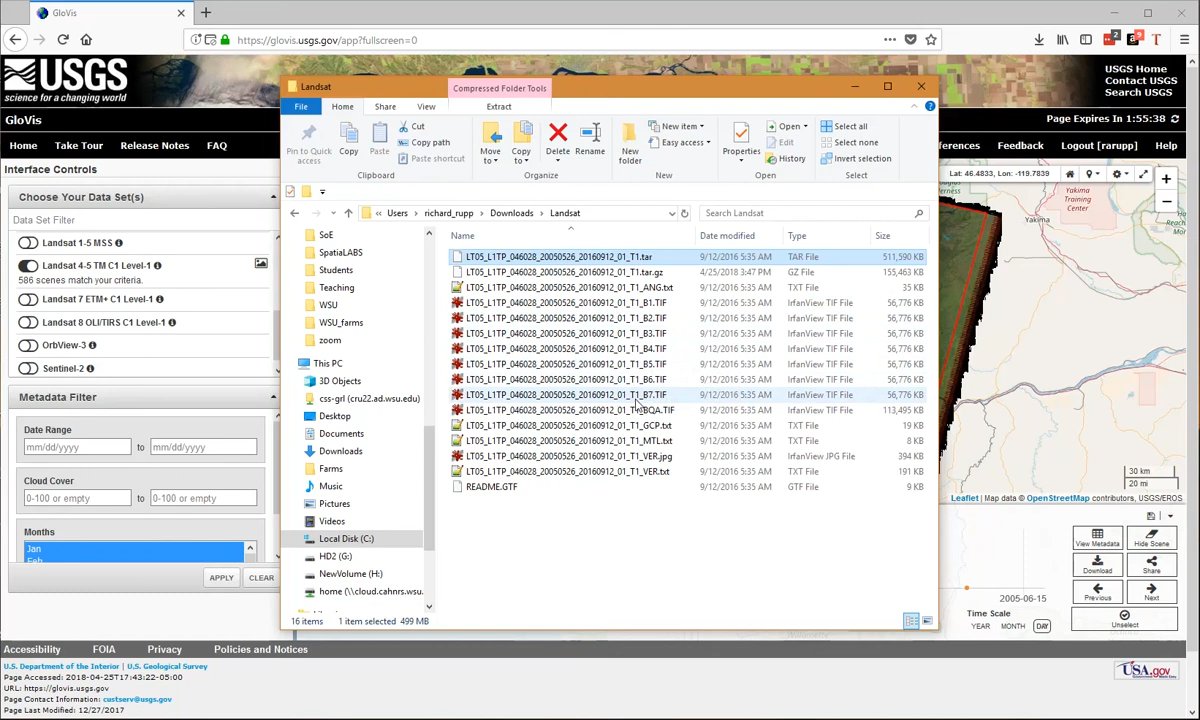 GloVis
https://glovis.usgs.gov/app?fullscreen=0
USGS
science for a changing world
USGS Home
Contact USGS
Search USGS
GloVis
Page Expires In 1:55:38
Home
Take Tour
Release Notes
FAQ
ferences
Feedback
Logout [rarupp]
Help
Interface Controls
Choose Your Data Set(s)
Data Set Filter
Landsat 1-5 MSS
Landsat 4-5 TM C1 Level-1
586 scenes match your criteria.
Landsat 7 ETM+ C1 Level-1
Landsat 8 OLI/TIRS C1 Level-1
OrbView-3
Sentinel-2
Metadata Filter
Date Range
mm/dd/yyyy to mm/dd/yyyy
Cloud Cover
0-100 or empty to 0-100 or empty
Months
Jan
Feb
APPLY
CLEAR
Landsat
Compressed Folder Tools
File
Home
Share
View
Extract
Pin to Quick access
Copy
Paste
Cut
Copy path
Paste shortcut
Clipboard
Move to
Copy to
Delete
Rename
Organize
New folder
New item
Easy access
New
Properties
Open
Edit
History
Open
Select all
Select none
Invert selection
Select
« Users > richard_rupp > Downloads > Landsat
Search Landsat
SoE
SpatiaLABS
Students
Teaching
WSU
WSU_farms
zoom
This PC
3D Objects
css-grl (cru22.ad.wsu.edu)
Desktop
Documents
Downloads
Farms
Music
Pictures
Videos
Local Disk (C:)
HD2 (G:)
NewVolume (H:)
home (\\cloud.cahnrs.wsu.
Name Date modified Type Size
LT05_L1TP_046028_20050526_20160912_01_T1.tar 9/12/2016 5:35 AM TAR File 511,590 KB
LT05_L1TP_046028_20050526_20160912_01_T1.tar.gz 4/25/2018 3:47 PM GZ File 155,463 KB
LT05_L1TP_046028_20050526_20160912_01_T1_ANG.txt 9/12/2016 5:35 AM TXT File 35 KB
LT05_L1TP_046028_20050526_20160912_01_T1_B1.TIF 9/12/2016 5:35 AM IrfanView TIF File 56,776 KB
LT05_L1TP_046028_20050526_20160912_01_T1_B2.TIF 9/12/2016 5:35 AM IrfanView TIF File 56,776 KB
LT05_L1TP_046028_20050526_20160912_01_T1_B3.TIF 9/12/2016 5:35 AM IrfanView TIF File 56,776 KB
LT05_L1TP_046028_20050526_20160912_01_T1_B4.TIF 9/12/2016 5:35 AM IrfanView TIF File 56,776 KB
LT05_L1TP_046028_20050526_20160912_01_T1_B5.TIF 9/12/2016 5:35 AM IrfanView TIF File 56,776 KB
LT05_L1TP_046028_20050526_20160912_01_T1_B6.TIF 9/12/2016 5:35 AM IrfanView TIF File 56,776 KB
LT05_L1TP_046028_20050526_20160912_01_T1_B7.TIF 9/12/2016 5:35 AM IrfanView TIF File 56,776 KB
LT05_L1TP_046028_20050526_20160912_01_T1_BQA.TIF 9/12/2016 5:35 AM IrfanView TIF File 113,495 KB
LT05_L1TP_046028_20050526_20160912_01_T1_GCP.txt 9/12/2016 5:35 AM TXT File 19 KB
LT05_L1TP_046028_20050526_20160912_01_T1_MTL.txt 9/12/2016 5:35 AM TXT File 8 KB
LT05_L1TP_046028_20050526_20160912_01_T1_VER.jpg 9/12/2016 5:35 AM IrfanView JPG File 394 KB
LT05_L1TP_046028_20050526_20160912_01_T1_VER.txt 9/12/2016 5:35 AM TXT File 191 KB
README.GTF 9/12/2016 5:35 AM GTF File 9 KB
16 items 1 item selected 499 MB
Lat: 46.4833, Lon: -119.7839
Yakima
Yakima
Training
Center
30 km
20 mi
Leaflet | Map data © OpenStreetMap contributors, USGS/EROS
View Metadata
Hide Scene
Download
Share
Previous
Next
Unselect
2005-06-15
Time Scale
YEAR MONTH DAY
Accessibility
FOIA
Privacy
Policies and Notices
U.S. Department of the Interior | U.S. Geological Survey
Page Accessed: 2018-04-25T17:43:22-05:00
URL: https://glovis.usgs.gov
Page Contact Information: custserv@usgs.gov
Page Last Modified: 12/27/2017
USA.gov